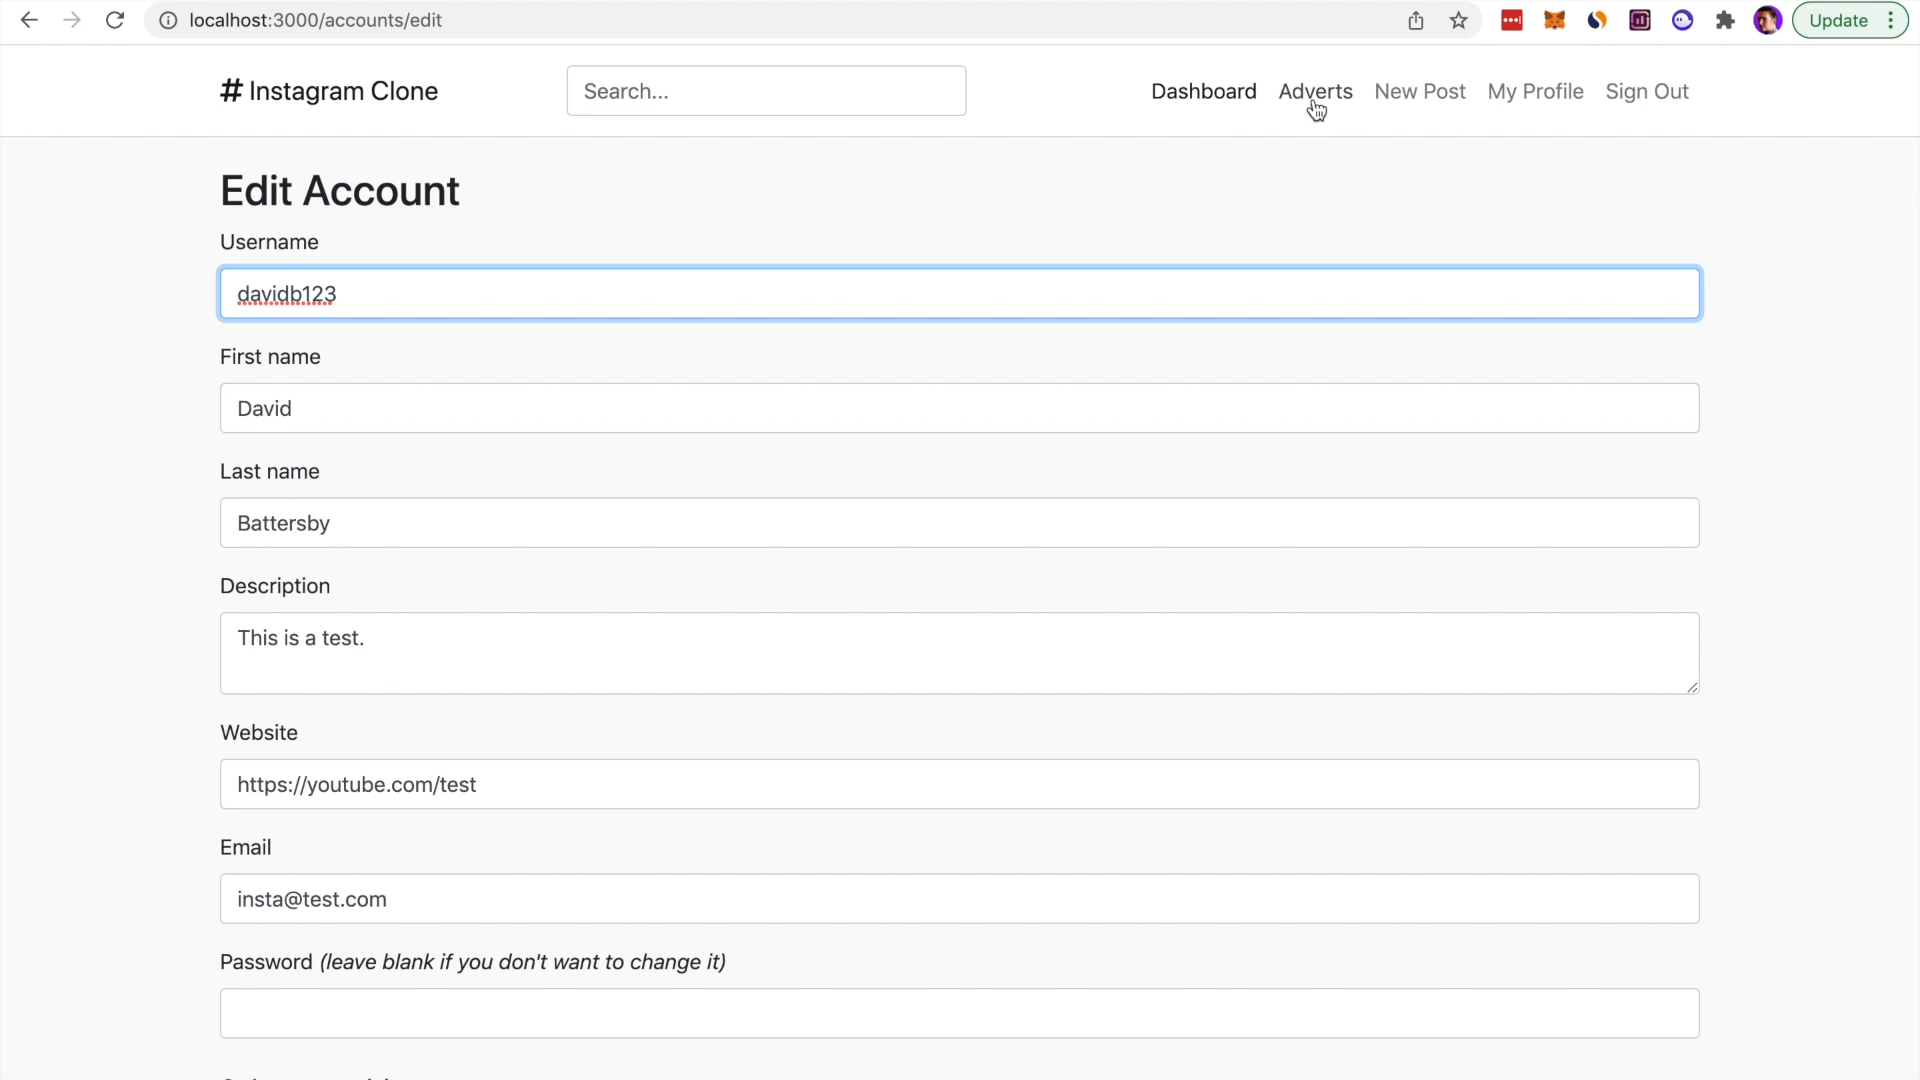 localhost:3000/accounts/edit
Update
# Instagram Clone
Search...
Dashboard Adverts New Post My Profile Sign Out
Edit Account
Username
davidb123
First name
David
Last name
Battersby
Description
This is a test.
Website
https://youtube.com/test
Email
insta@test.com
Password (leave blank if you don't want to change it)